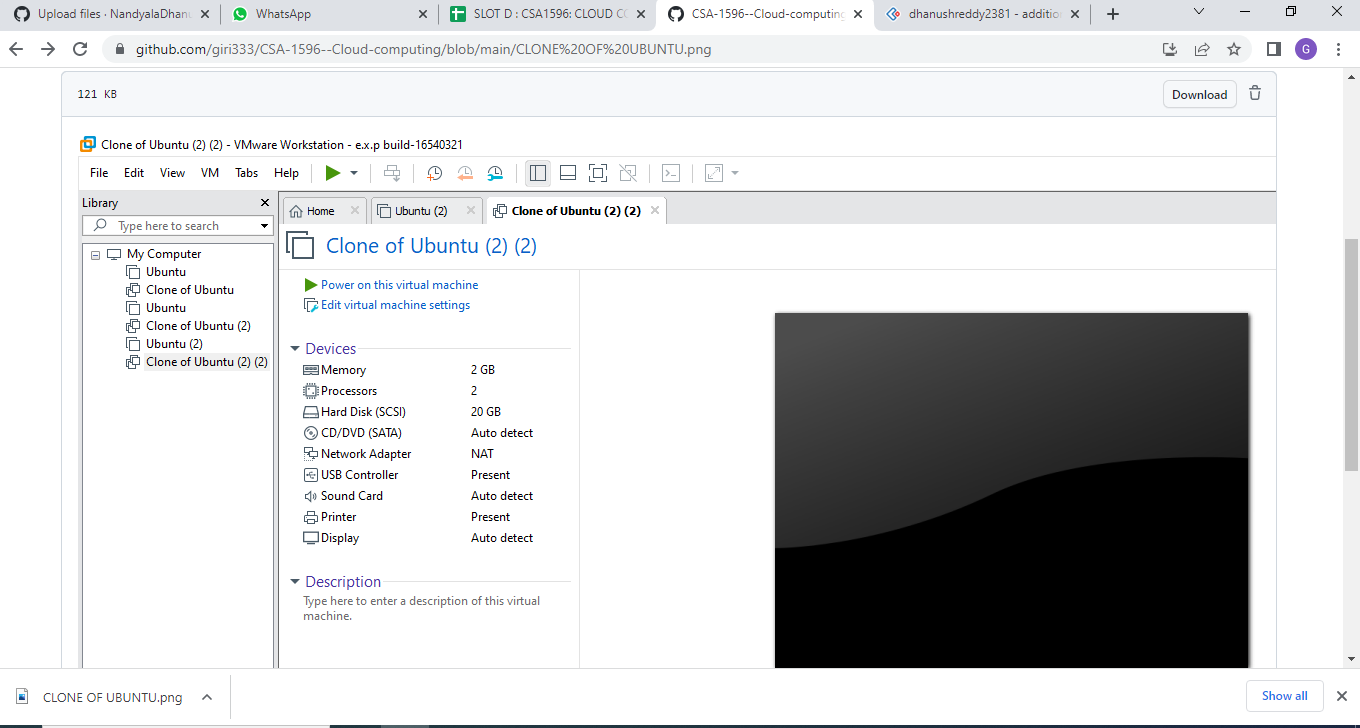 Upload files · NandyalaDhan
WhatsApp
SLOT D : CSA1596: CLOUD CO
CSA-1596--Cloud-computing
dhanushreddy2381 - addition
github.com/giri333/CSA-1596--Cloud-computing/blob/main/CLONE%20OF%20UBUNTU.png
G
121 KB
Download
Clone of Ubuntu (2) (2) - VMware Workstation - e.x.p build-16540321
File Edit View VM Tabs Help
Library
Home
Ubuntu (2)
Clone of Ubuntu (2) (2)
Type here to search
My Computer
Ubuntu
Clone of Ubuntu
Ubuntu
Clone of Ubuntu (2)
Ubuntu (2)
Clone of Ubuntu (2) (2)
Clone of Ubuntu (2) (2)
Power on this virtual machine
Edit virtual machine settings
Devices
Memory 2 GB
Processors 2
Hard Disk (SCSI) 20 GB
CD/DVD (SATA) Auto detect
Network Adapter NAT
USB Controller Present
Sound Card Auto detect
Printer Present
Display Auto detect
Description
Type here to enter a description of this virtual
machine.
CLONE OF UBUNTU.png
Show all